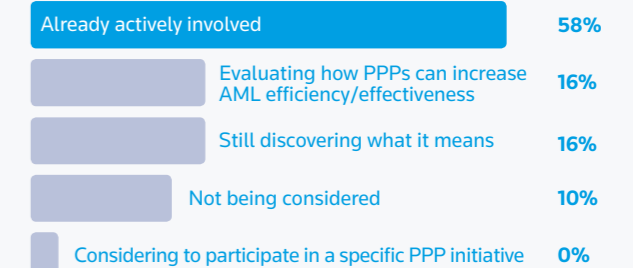 Already actively involved 58%
Evaluating how PPPs can increase
AML efficiency/effectiveness 16%
Still discovering what it means 16%
Not being considered 10%
Considering to participate in a specific PPP initiative 0%